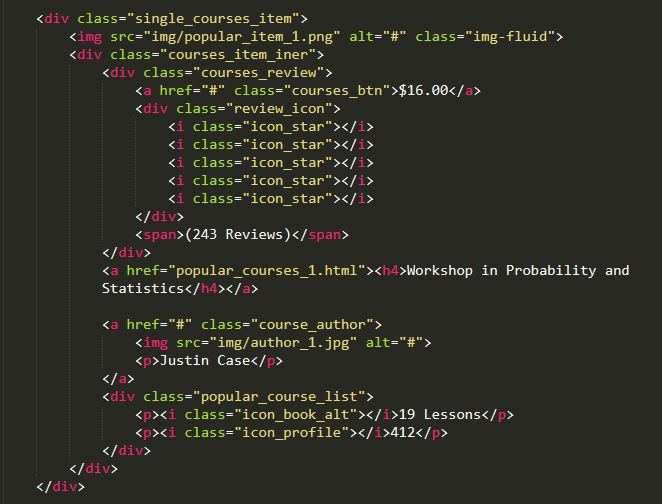 <div class="single_courses_item">
<img src="img/popular_item_1.png" alt="#" class="img-fluid">
<div class="courses_item_iner">
<div class="courses_review">
<a href="#" class="courses_btn">$16.00</a>
<div class="review_icon">
<i class="icon_star"></i>
<i class="icon_star"></i>
<i class="icon_star"></i>
<i class="icon_star"></i>
<i class="icon_star"></i>
</div>
<span>(243 Reviews)</span>
</div>
<a href="popular_courses_1.html"><h4>Workshop in Probability and
Statistics</h4></a>
<a href="#" class="course_author">
<img src="img/author_1.jpg" alt="#">
<p>Justin Case</p>
</a>
<div class="popular_course_list">
<p><i class="icon_book_alt"></i>19 Lessons</p>
<p><i class="icon_profile"></i>412</p>
</div>
</div>
</div>